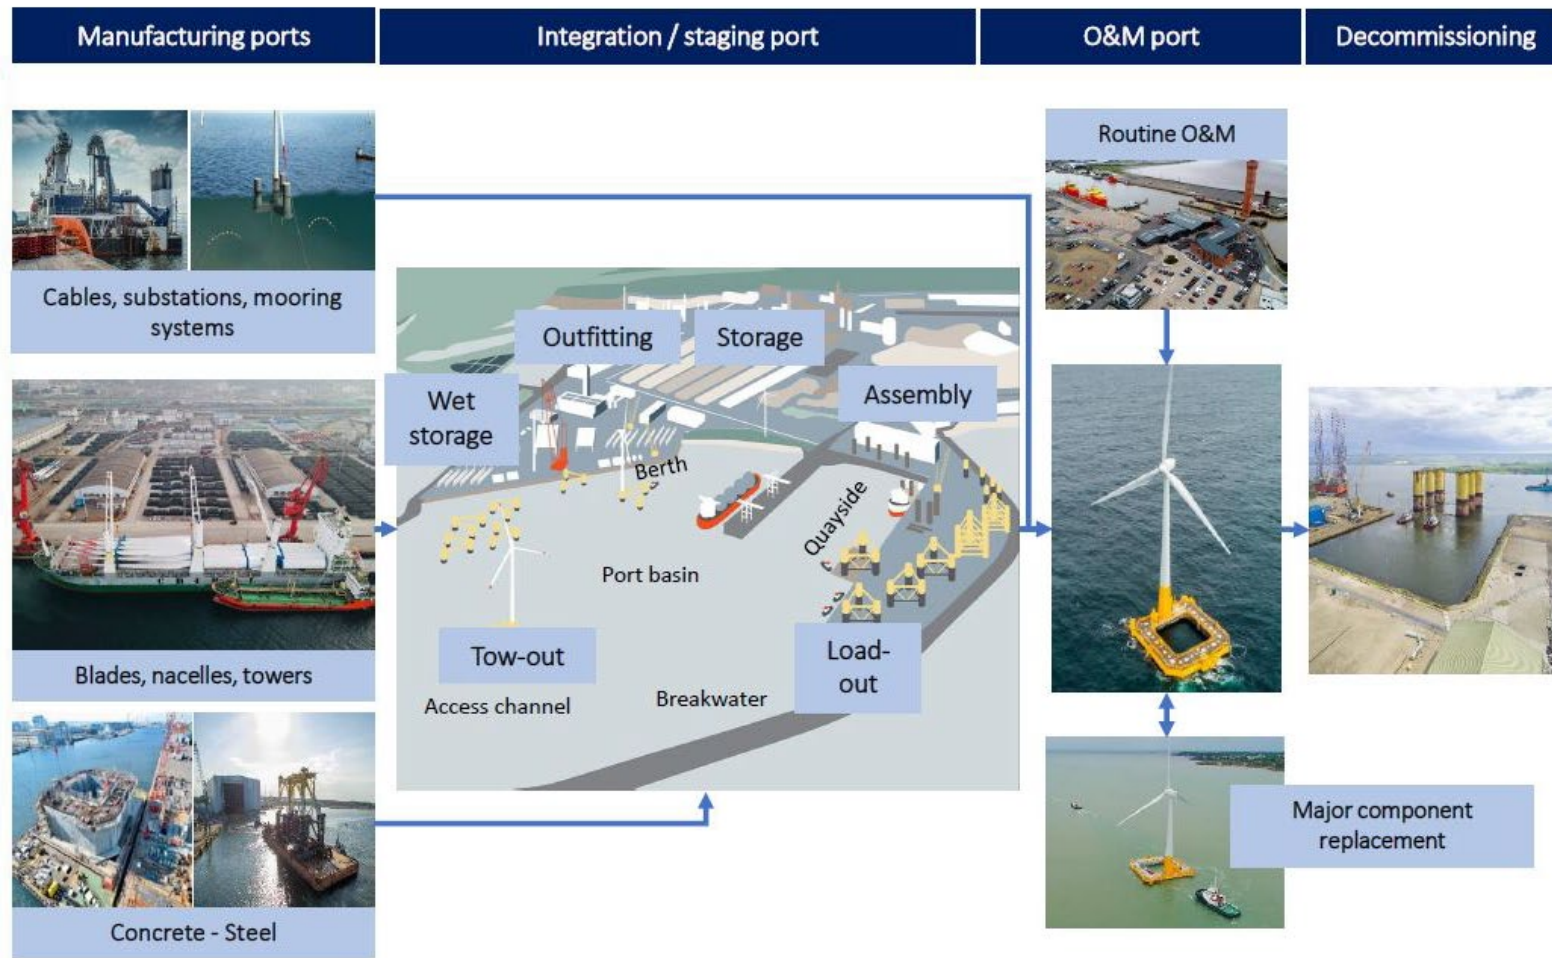 Manufacturing ports
Integration / staging port
O&M port
Decommissioning
Cables, substations, mooring
systems
Blades, nacelles, towers
Concrete - Steel
Outfitting
Storage
Wet
storage
Assembly
Berth
Quayside
Port basin
Tow-out
Load-
out
Access channel
Breakwater
Routine O&M
Major component
replacement